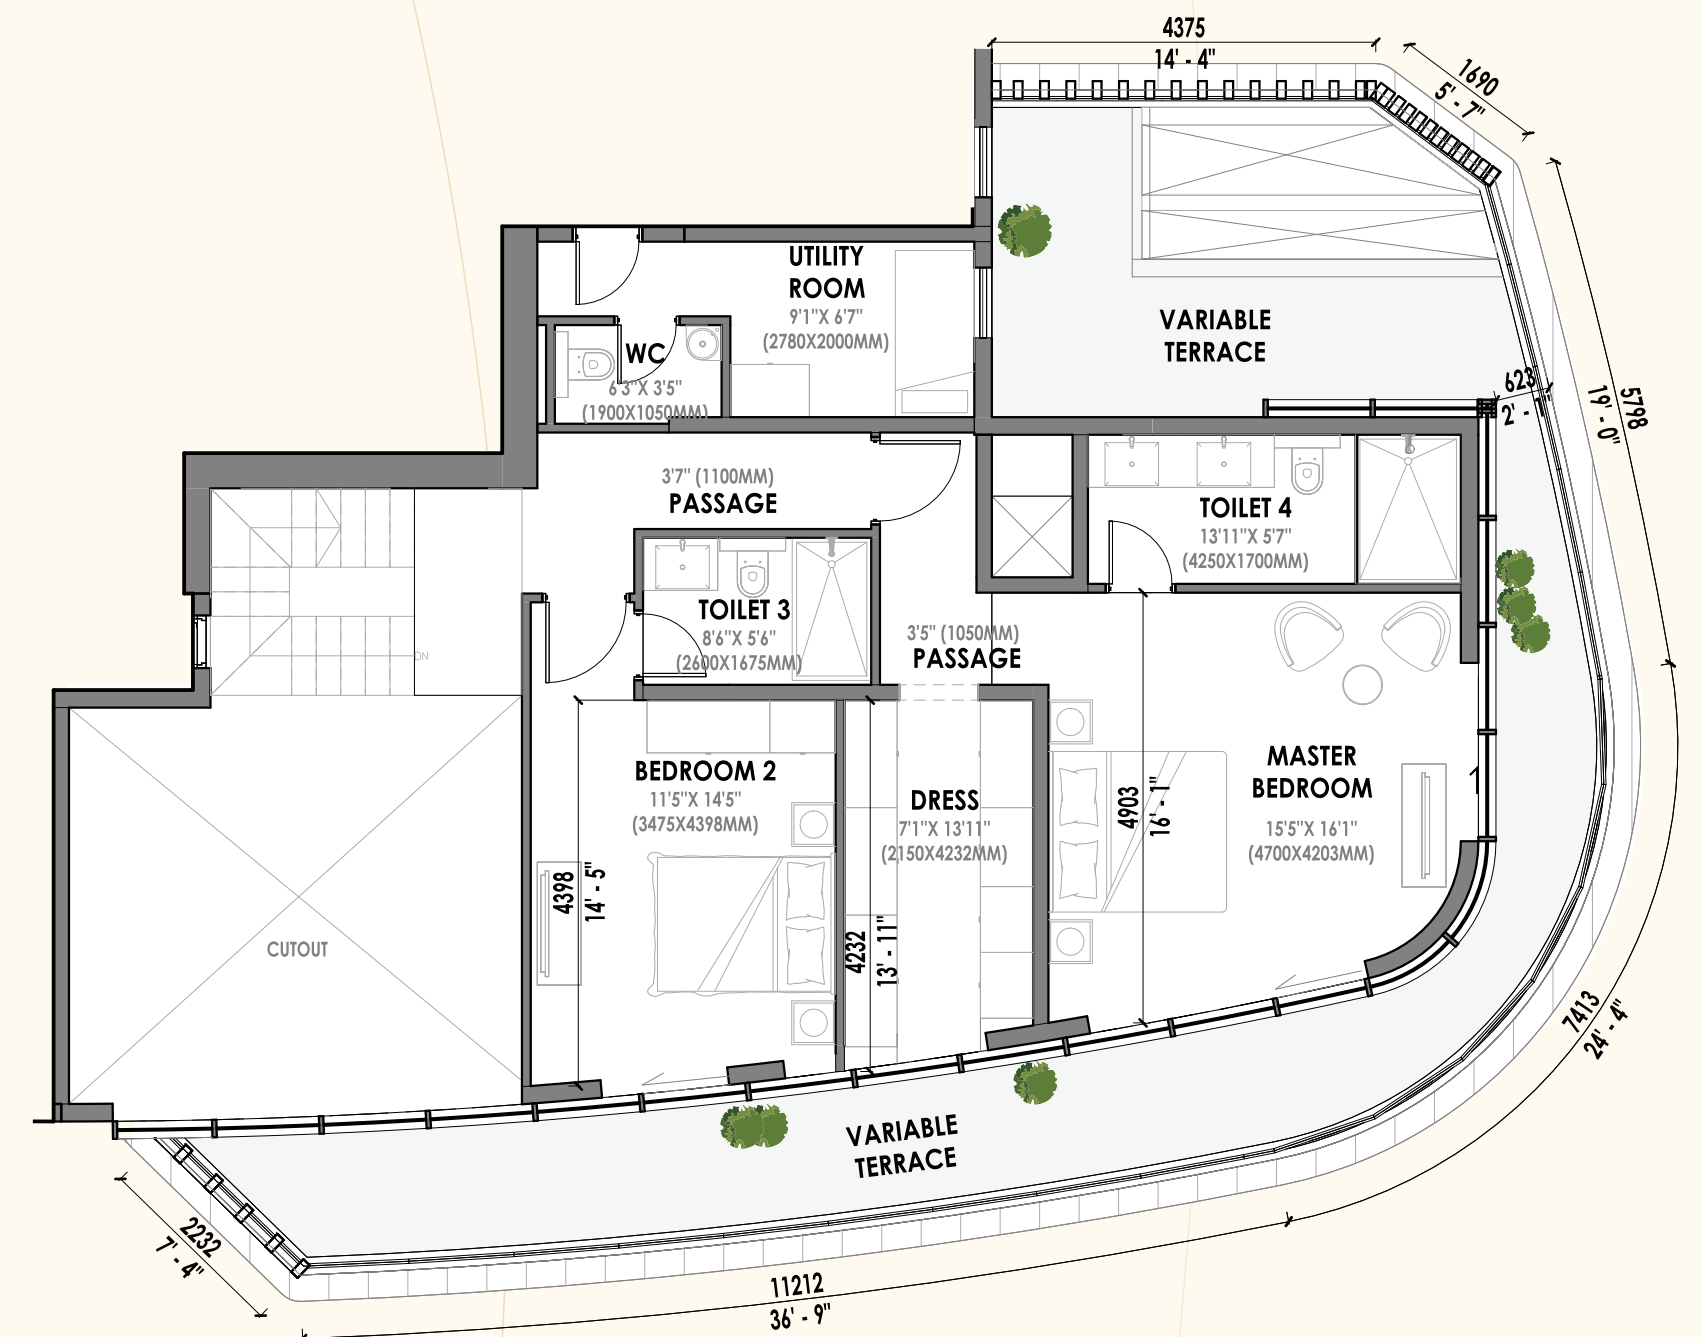 4375
14' - 4"
1690
5' - 7"
UTILITY
ROOM
9'1"X 6'7"
(2780X2000MM)
VARIABLE
TERRACE
WC
6'3"X 3'5"
(1900X1050MM)
623
2' - 1"
5798
19' - 0"
3'7" (1100MM)
PASSAGE
TOILET 4
13'11"X 5'7"
(4250X1700MM)
TOILET 3
8'6"X 5'6"
(2600X1675MM)
3'5" (1050MM)
PASSAGE
BEDROOM 2
11'5"X 14'5"
(3475X4398MM)
DRESS
7'1"X 13'11"
(2150X4232MM)
MASTER
BEDROOM
15'5"X 16'1"
(4700X4203MM)
4903
16' - 1"
4398
14' - 5"
4232
13' - 11"
CUTOUT
7413
24' - 4"
VARIABLE
TERRACE
2232
7' - 4"
11212
36' - 9"